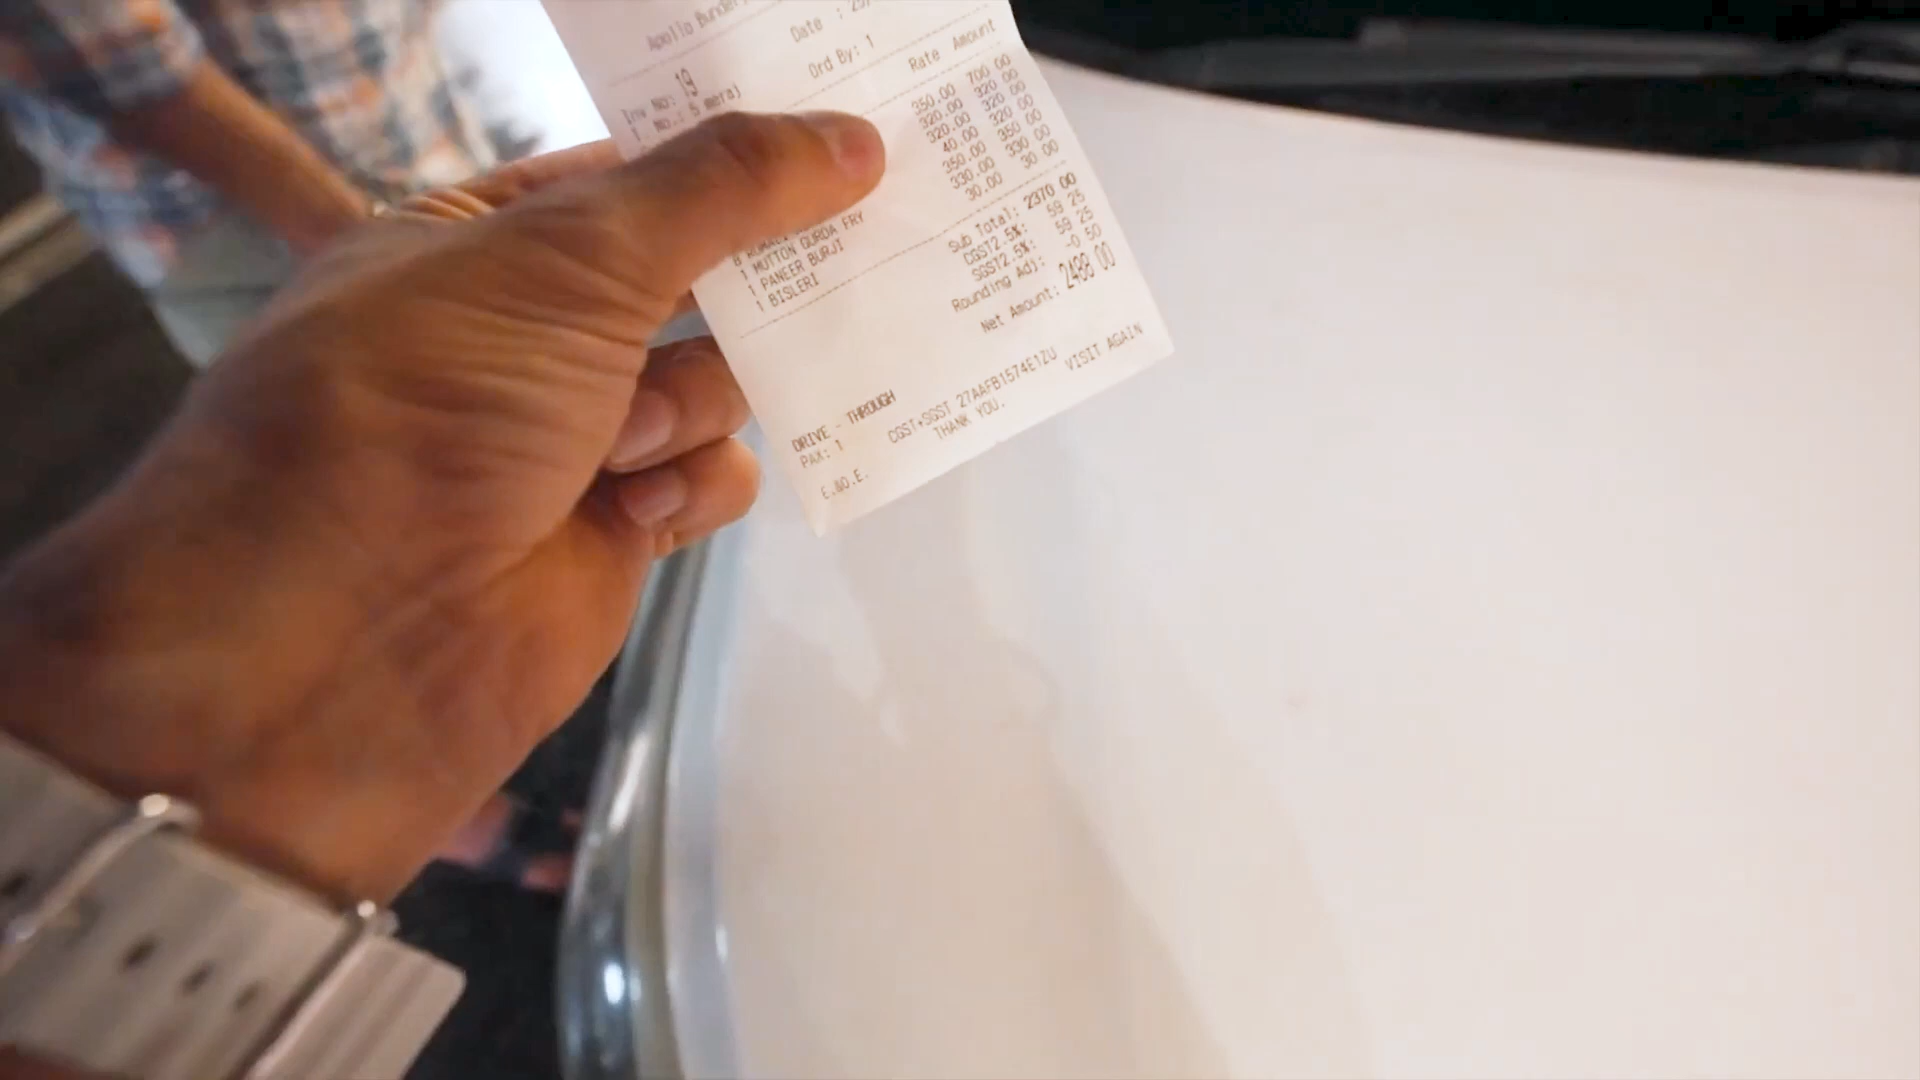 Apollo Bunder
Date :
Inv No: 19
Ord By: 1
Rate Amount
350.00 700 00
320.00 320 00
320.00 320 00
40.00 320 00
350.00 350 00
330.00 330 00
30.00 30 00
8 RUMALI
1 MUTTON GURDA FRY
1 PANEER BURJI
1 BISLERI
Sub Total: 2370 00
CGST2.5%: 59 25
SGST2.5%: 59 25
Rounding Adj: -0 50
Net Amount: 2488 00
DRIVE - THROUGH
PAX: 1
CGST+SGST 27AAFB1574E1ZU
THANK YOU.
VISIT AGAIN
E.&O.E.